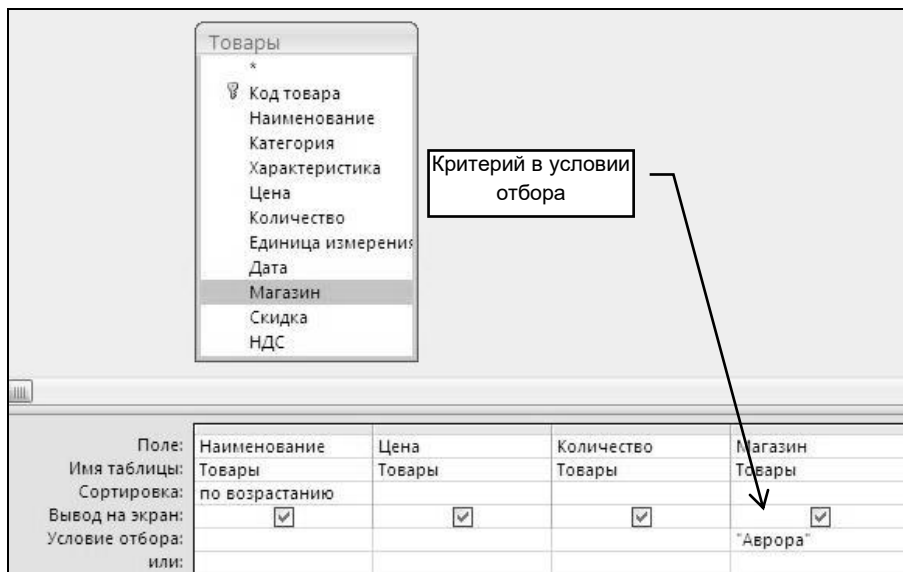 Товары
*
Код товара
Наименование
Категория
Характеристика
Цена
Количество
Единица измерения
Дата
Магазин
Скидка
НДС
Критерий в условии
отбора
Поле: Наименование Цена Количество Магазин
Имя таблицы: Товары Товары Товары Товары
Сортировка: по возрастанию
Вывод на экран:
Условие отбора: "Аврора"
или: